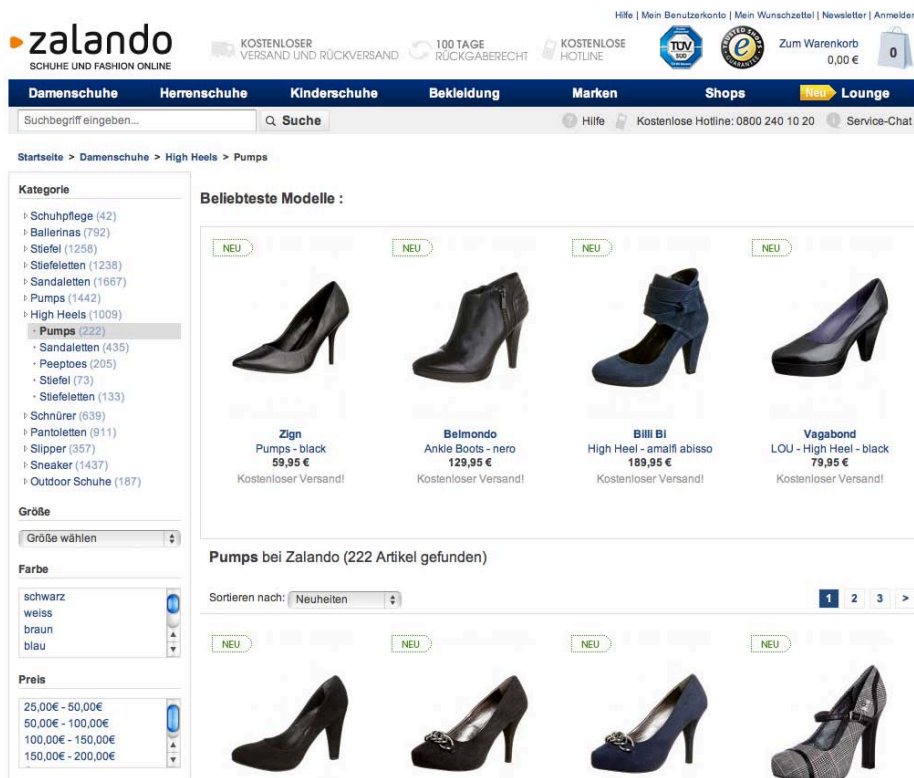 Hilfe | Mein Benutzerkonto | Mein Wunschzettel | Newsletter | Anmelden
zalando
SCHUHE UND FASHION ONLINE
KOSTENLOSER
VERSAND UND RÜCKVERSAND
100 TAGE
RÜCKGABERECHT
KOSTENLOSE
HOTLINE
TÜV
SÜD
TRUSTED SHOPS
GUARANTEE
Zum Warenkorb
0,00 €
0
Damenschuhe Herrenschuhe Kinderschuhe Bekleidung Marken Shops Neu Lounge
Suchbegriff eingeben... Suche Hilfe Kostenlose Hotline: 0800 240 10 20 Service-Chat
Startseite > Damenschuhe > High Heels > Pumps
Kategorie
Schuhpflege (42)
Ballerinas (792)
Stiefel (1258)
Stiefeletten (1238)
Sandaletten (1667)
Pumps (1442)
High Heels (1009)
Pumps (222)
Sandaletten (435)
Peeptoes (205)
Stiefel (73)
Stiefeletten (133)
Schnürer (639)
Pantoletten (911)
Slipper (357)
Sneaker (1437)
Outdoor Schuhe (187)
Größe
Größe wählen
Farbe
schwarz
weiss
braun
blau
Preis
25,00€ - 50,00€
50,00€ - 100,00€
100,00€ - 150,00€
150,00€ - 200,00€
Beliebteste Modelle :
NEU NEU NEU NEU
Zign Belmondo Billi Bi Vagabond
Pumps - black Ankle Boots - nero High Heel - amalfi abisso LOU - High Heel - black
59,95 € 129,95 € 189,95 € 79,95 €
Kostenloser Versand! Kostenloser Versand! Kostenloser Versand! Kostenloser Versand!
Pumps bei Zalando (222 Artikel gefunden)
Sortieren nach: Neuheiten 1 2 3 >
NEU NEU NEU NEU